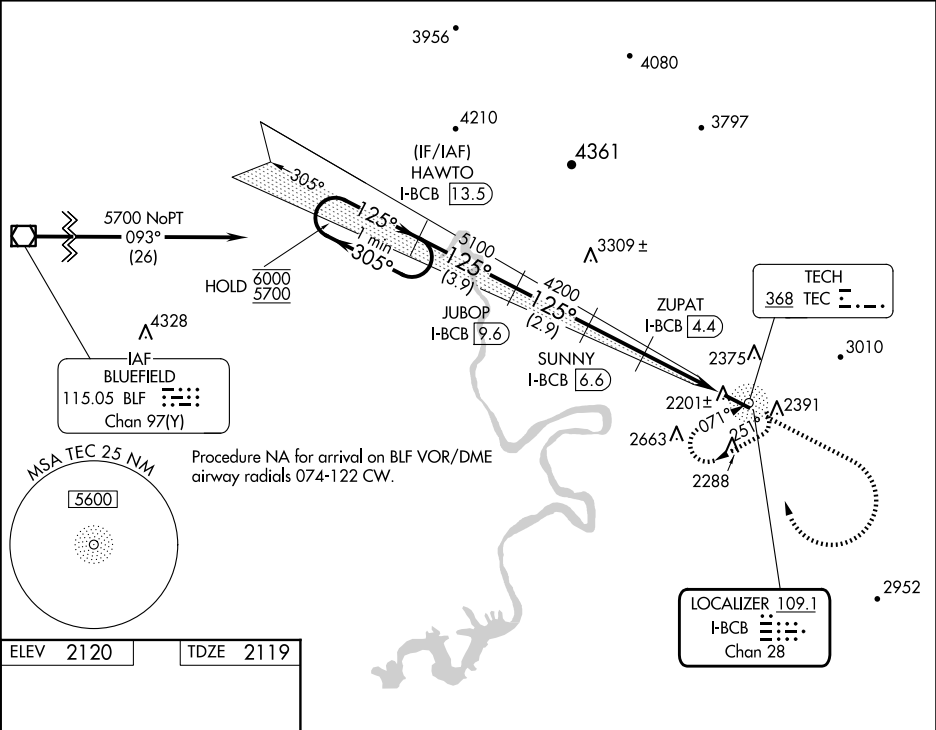 3956
4080
4210
3797
(IF/IAF)
HAWTO
I-BCB 13.5
4361
305°
5700 NoPT
093°
(26)
125°
1 min
305°
HOLD 6000
5700
5100
125°
(3.9)
3309 ±
4200
125°
(2.9)
JUBOP
I-BCB 9.6
SUNNY
I-BCB 6.6
ZUPAT
I-BCB 4.4
TECH
368 TEC
4328
IAF
BLUEFIELD
115.05 BLF
Chan 97(Y)
2375
3010
2201±
2391
071°
251°
2663
2288
Procedure NA for arrival on BLF VOR/DME
airway radials 074-122 CW.
MSA TEC 25 NM
5600
2952
LOCALIZER 109.1
I-BCB
Chan 28
ELEV 2120
TDZE 2119